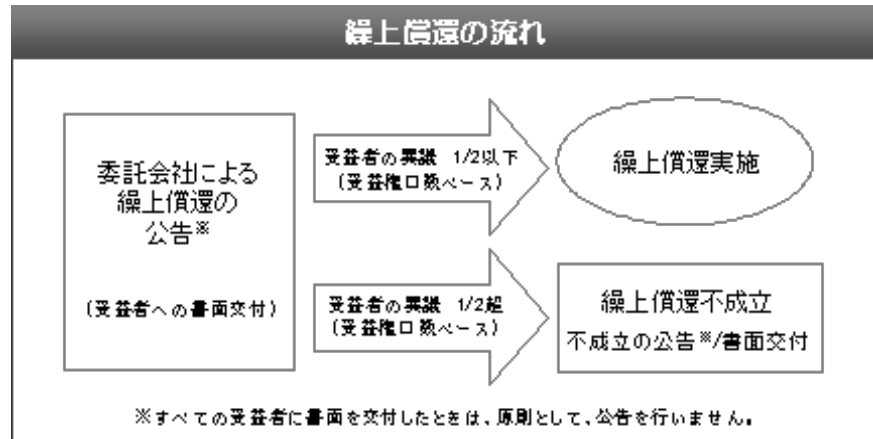 繰上償還の流れ
委託会社による
繰上償還の
公告※
(受益者への書面交付)
受益者の異議 1/2以下
(受益権口数ベース)
繰上償還実施
受益者の異議 1/2超
(受益権口数ベース)
繰上償還不成立
不成立の公告※/書面交付
※すべての受益者に書面を交付したときは、原則として、公告を行いません。